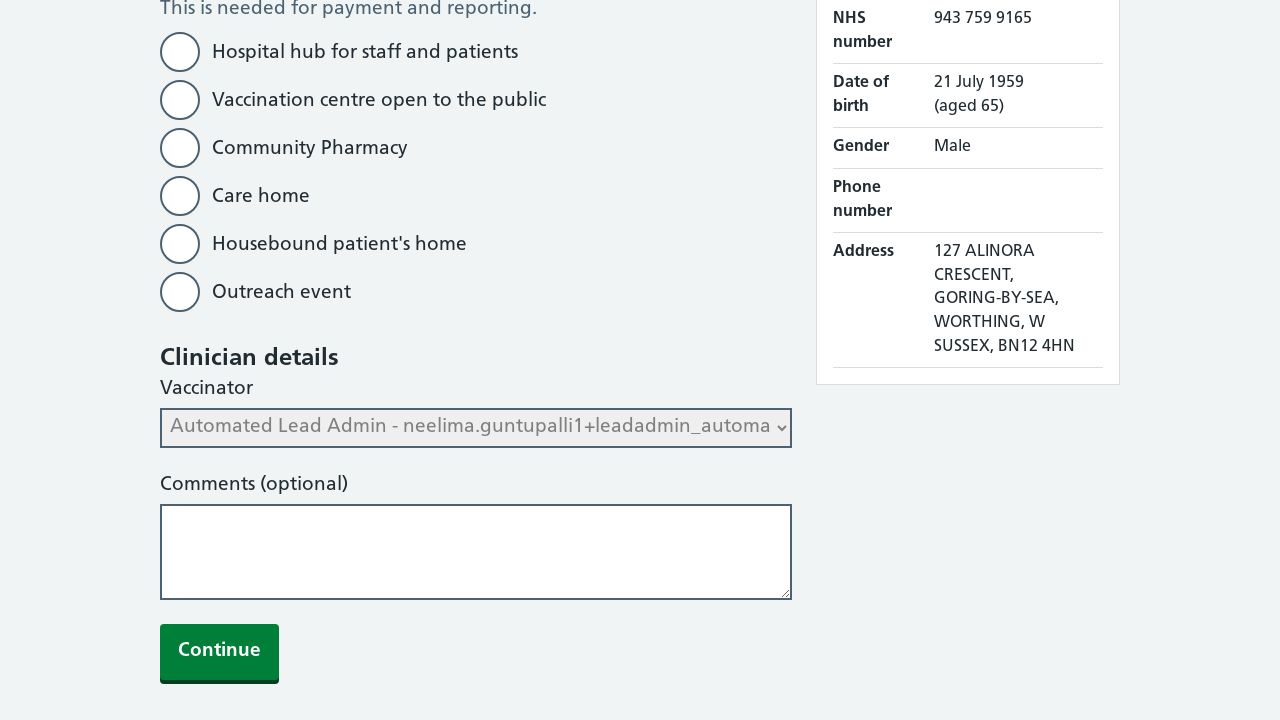 This is needed for payment and reporting.
Hospital hub for staff and patients
Vaccination centre open to the public
Community Pharmacy
Care home
Housebound patient's home
Outreach event
Clinician details
Vaccinator
Automated Lead Admin - neelima.guntupalli1+leadadmin_automa
Comments (optional)
Continue
NHS number 943 759 9165
Date of birth 21 July 1959 (aged 65)
Gender Male
Phone number
Address 127 ALINORA
CRESCENT,
GORING-BY-SEA,
WORTHING, W
SUSSEX, BN12 4HN